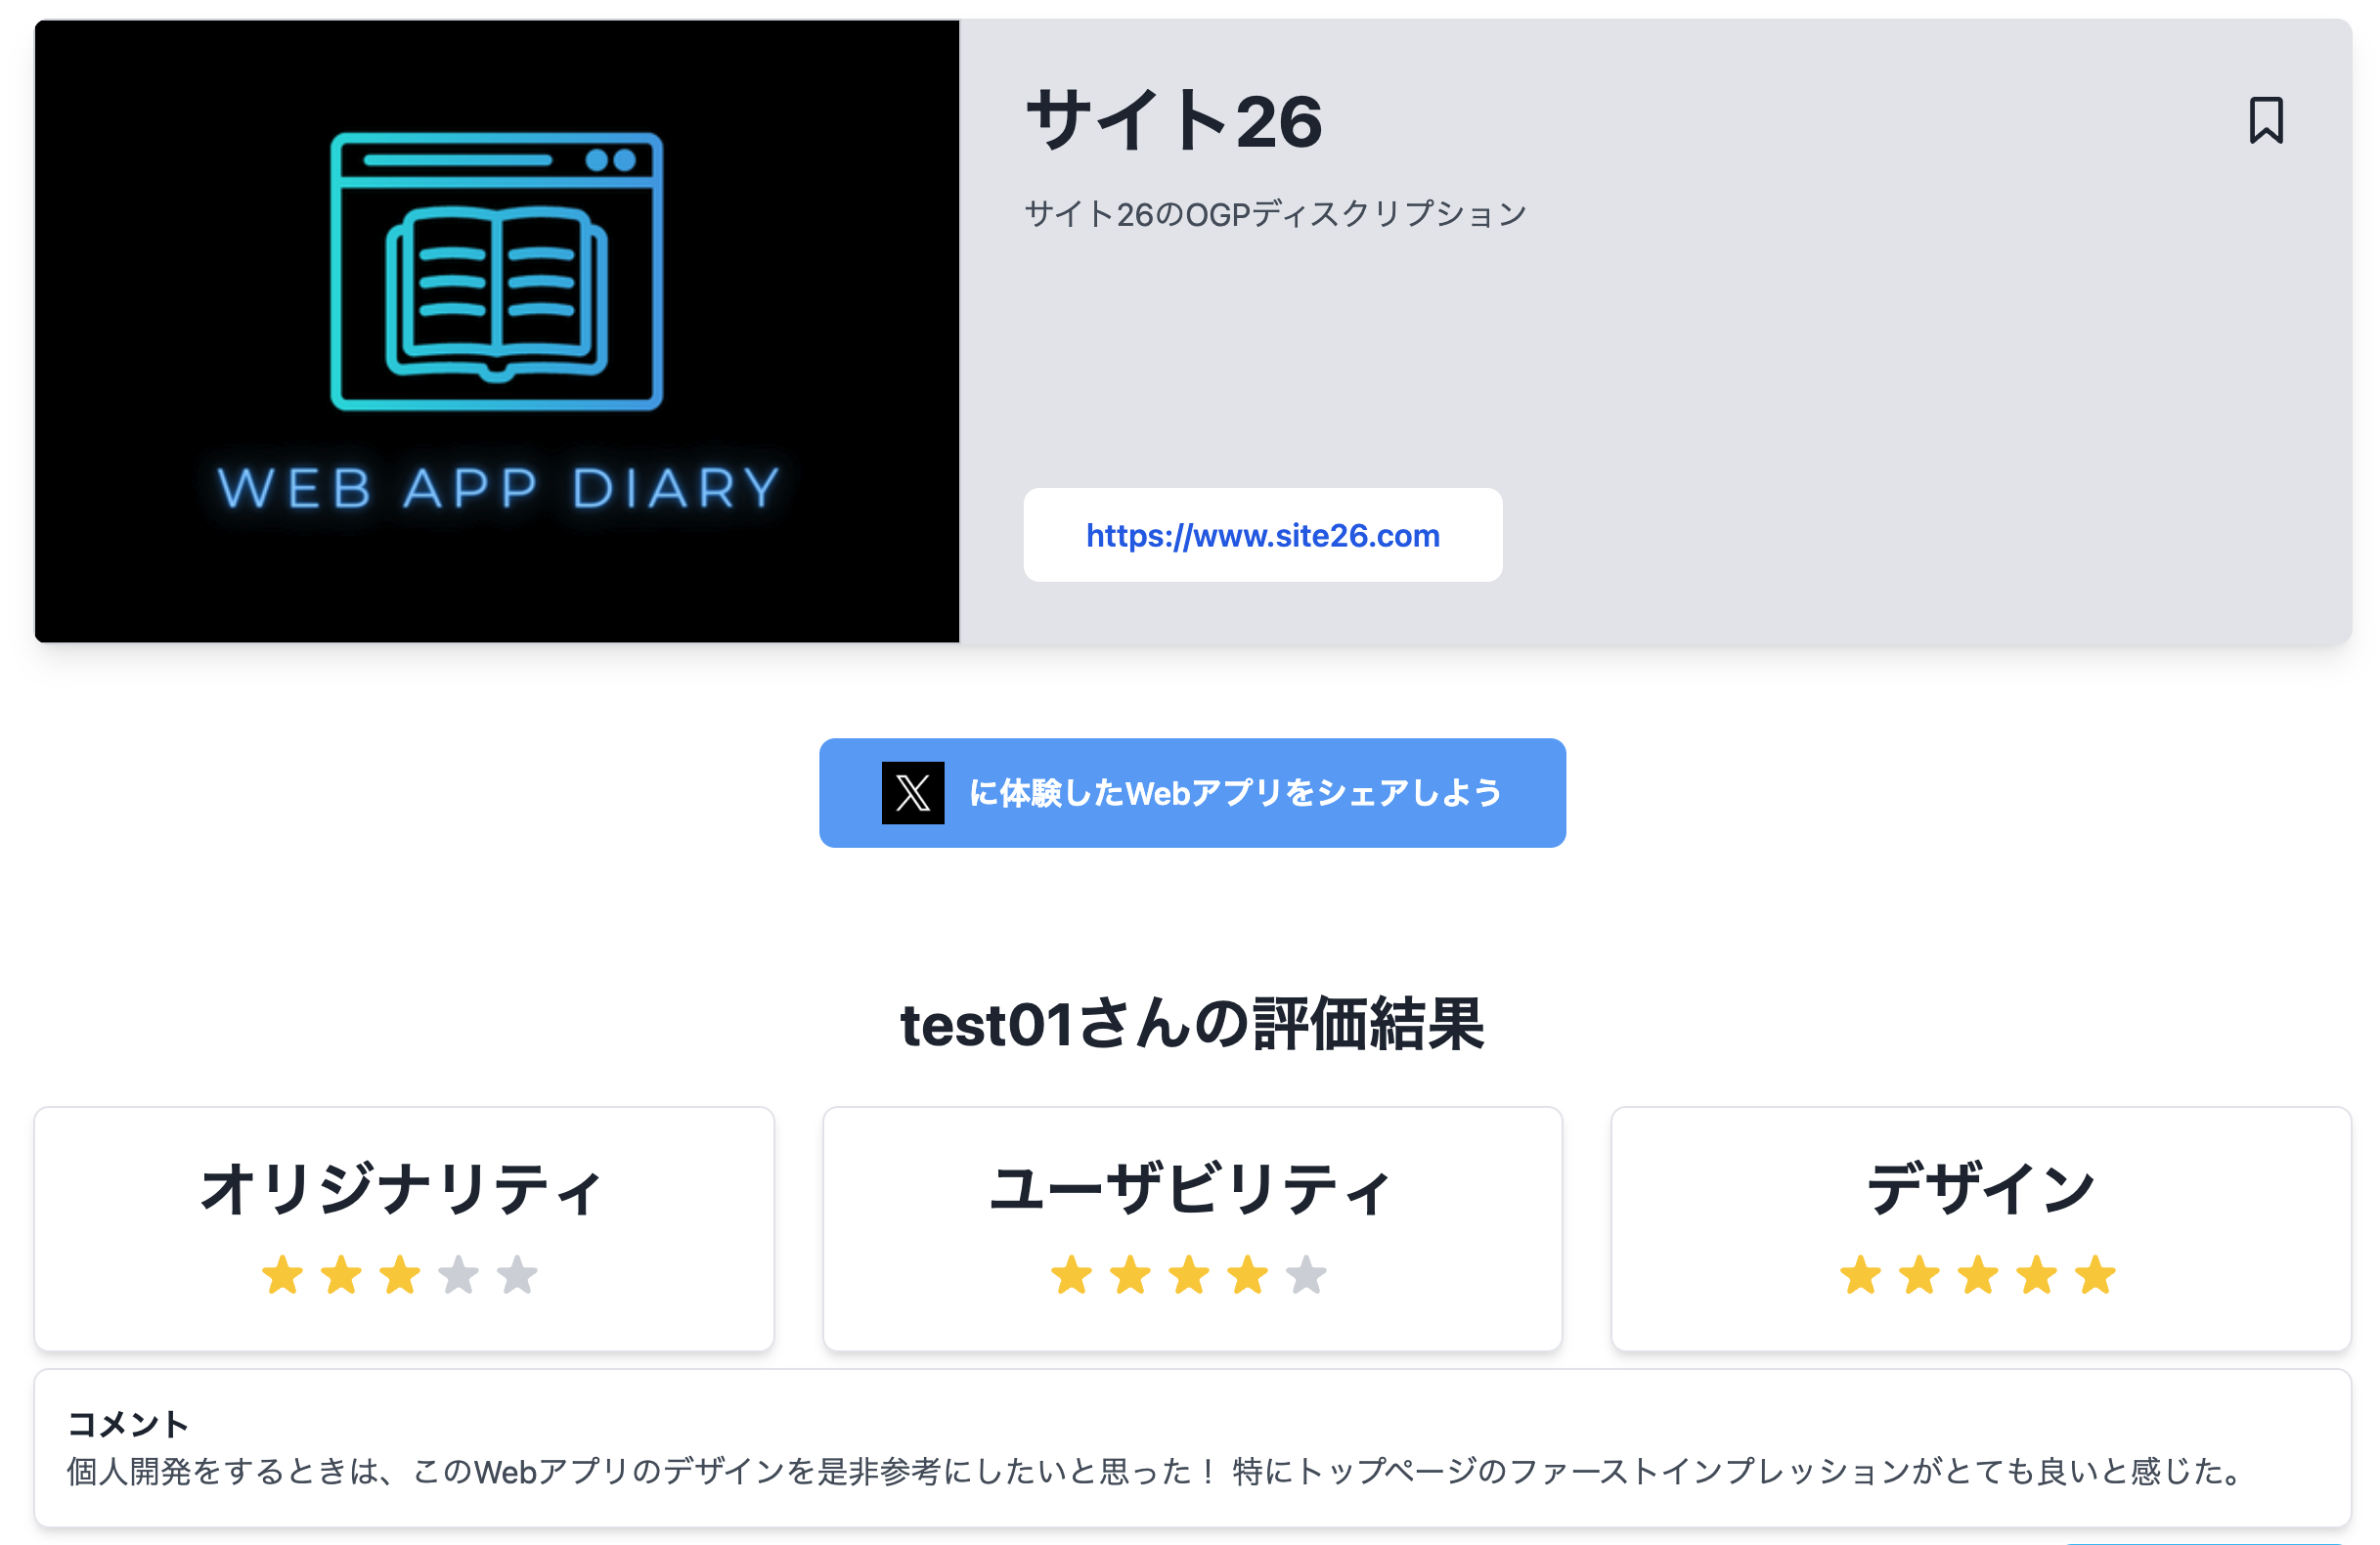 WEB APP DIARY
サイト26
サイト26のOGPディスクリプション
https://www.site26.com
X に体験したWebアプリをシェアしよう
test01さんの評価結果
オリジナリティ
ユーザビリティ
デザイン
コメント
個人開発をするときは、このWebアプリのデザインを是非参考にしたいと思った！ 特にトップページのファーストインプレッションがとても良いと感じた。